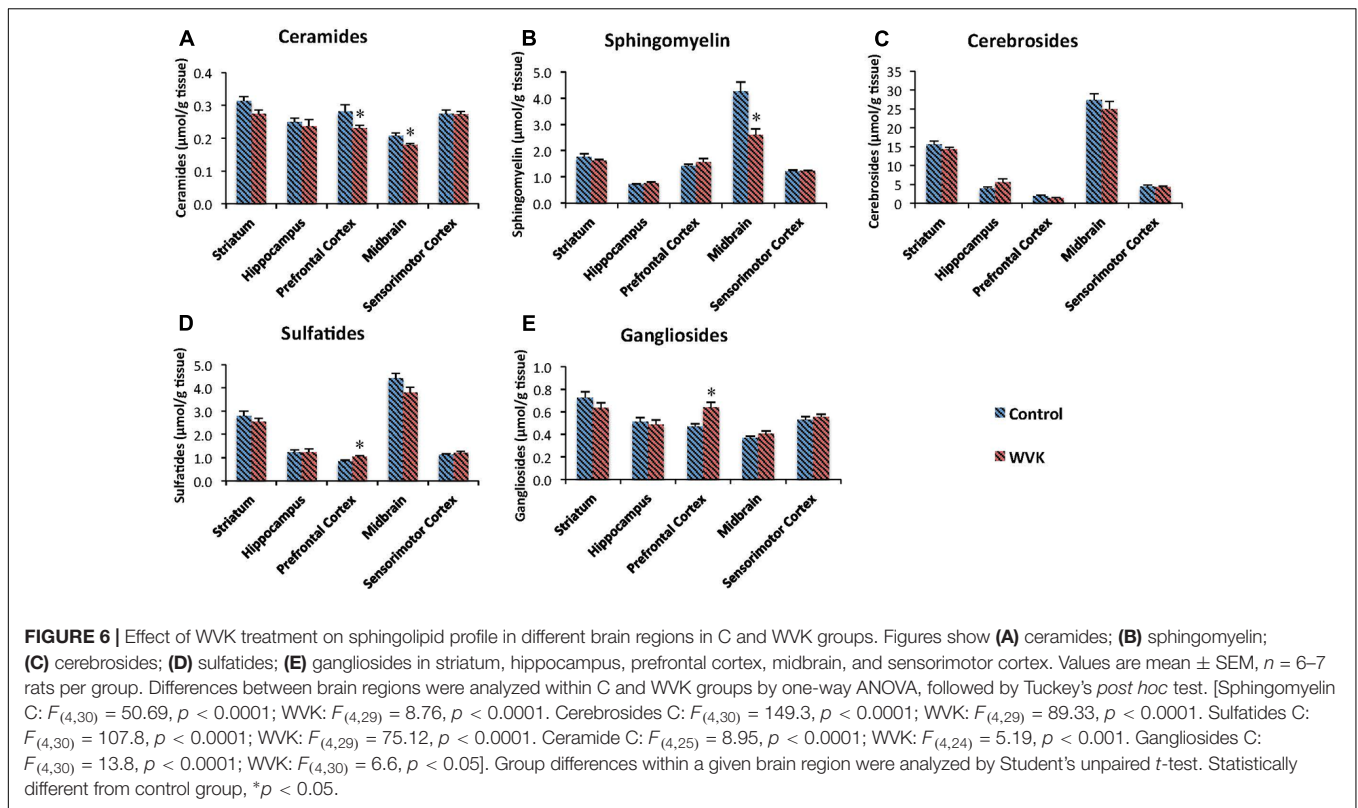 A
Ceramides
Ceramides (μmol/g tissue)
0.4
0.3
0.2
0.1
0.0
*
*
Striatum
Hippocampus
Prefrontal Cortex
Midbrain
Sensorimotor Cortex
B
Sphingomyelin
Sphingomyelin (μmol/g tissue)
5.0
4.0
3.0
2.0
1.0
0.0
*
Striatum
Hippocampus
Prefrontal Cortex
Midbrain
Sensorimotor Cortex
C
Cerebrosides
Cerebrosides (μmol/g tissue)
35
30
25
20
15
10
5
0
Striatum
Hippocampus
Prefrontal Cortex
Midbrain
Sensorimotor Cortex
D
Sulfatides
Sulfatides (μmol/g tissue)
5.0
4.0
3.0
2.0
1.0
0.0
*
Striatum
Hippocampus
Prefrontal Cortex
Midbrain
Sensorimotor Cortex
E
Gangliosides
Gangliosides (μmol/g tissue)
1.0
0.8
0.6
0.4
0.2
0.0
*
Striatum
Hippocampus
Prefrontal Cortex
Midbrain
Sensorimotor Cortex
Control
WVK
FIGURE 6 | Effect of WVK treatment on sphingolipid profile in different brain regions in C and WVK groups. Figures show (A) ceramides; (B) sphingomyelin;
(C) cerebrosides; (D) sulfatides; (E) gangliosides in striatum, hippocampus, prefrontal cortex, midbrain, and sensorimotor cortex. Values are mean ± SEM, n = 6–7
rats per group. Differences between brain regions were analyzed within C and WVK groups by one-way ANOVA, followed by Tuckey's post hoc test. [Sphingomyelin
C: F(4,30) = 50.69, p < 0.0001; WVK: F(4,29) = 8.76, p < 0.0001. Cerebrosides C: F(4,30) = 149.3, p < 0.0001; WVK: F(4,29) = 89.33, p < 0.0001. Sulfatides C:
F(4,30) = 107.8, p < 0.0001; WVK: F(4,29) = 75.12, p < 0.0001. Ceramide C: F(4,25) = 8.95, p < 0.0001; WVK: F(4,24) = 5.19, p < 0.001. Gangliosides C:
F(4,30) = 13.8, p < 0.0001; WVK: F(4,30) = 6.6, p < 0.05]. Group differences within a given brain region were analyzed by Student's unpaired t-test. Statistically
different from control group, *p < 0.05.